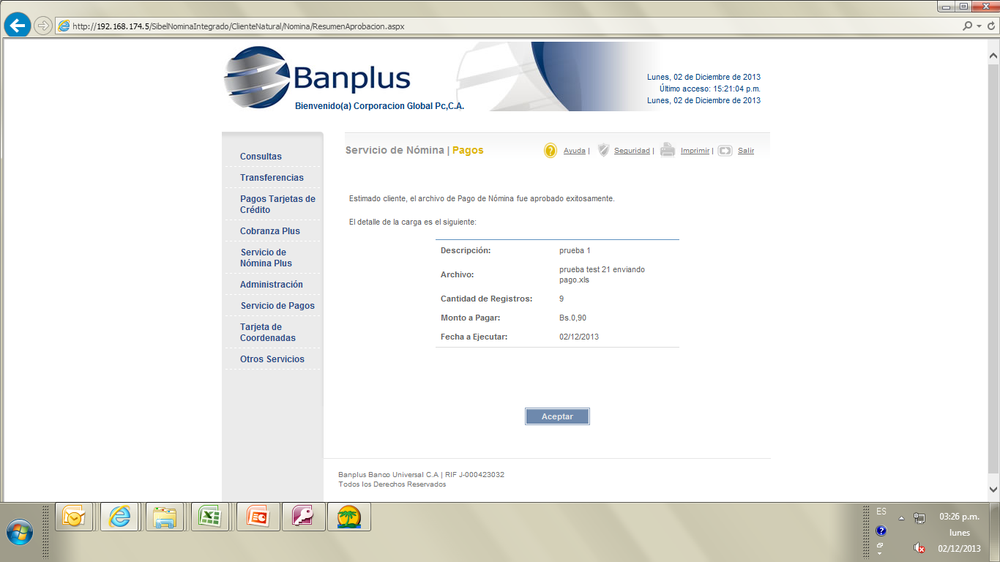 http://192.168.174.5/SibelNominaIntegrado/ClienteNatural/Nomina/ResumenAprobacion.aspx
Banplus
Bienvenido(a) Corporacion Global Pc,C.A.
Lunes, 02 de Diciembre de 2013
Último acceso: 15:21:04 p.m.
Lunes, 02 de Diciembre de 2013
Consultas
Transferencias
Pagos Tarjetas de
Crédito
Cobranza Plus
Servicio de
Nómina Plus
Administración
Servicio de Pagos
Tarjeta de
Coordenadas
Otros Servicios
Servicio de Nómina | Pagos
Ayuda | Seguridad | Imprimir | Salir
Estimado cliente, el archivo de Pago de Nómina fue aprobado exitosamente.
El detalle de la carga es el siguiente:
Descripción: prueba 1
Archivo: prueba test 21 enviando
pago.xls
Cantidad de Registros: 9
Monto a Pagar: Bs.0,90
Fecha a Ejecutar: 02/12/2013
Aceptar
Banplus Banco Universal C.A | RIF J-000423032
Todos los Derechos Reservados
ES
03:26 p.m.
lunes
02/12/2013